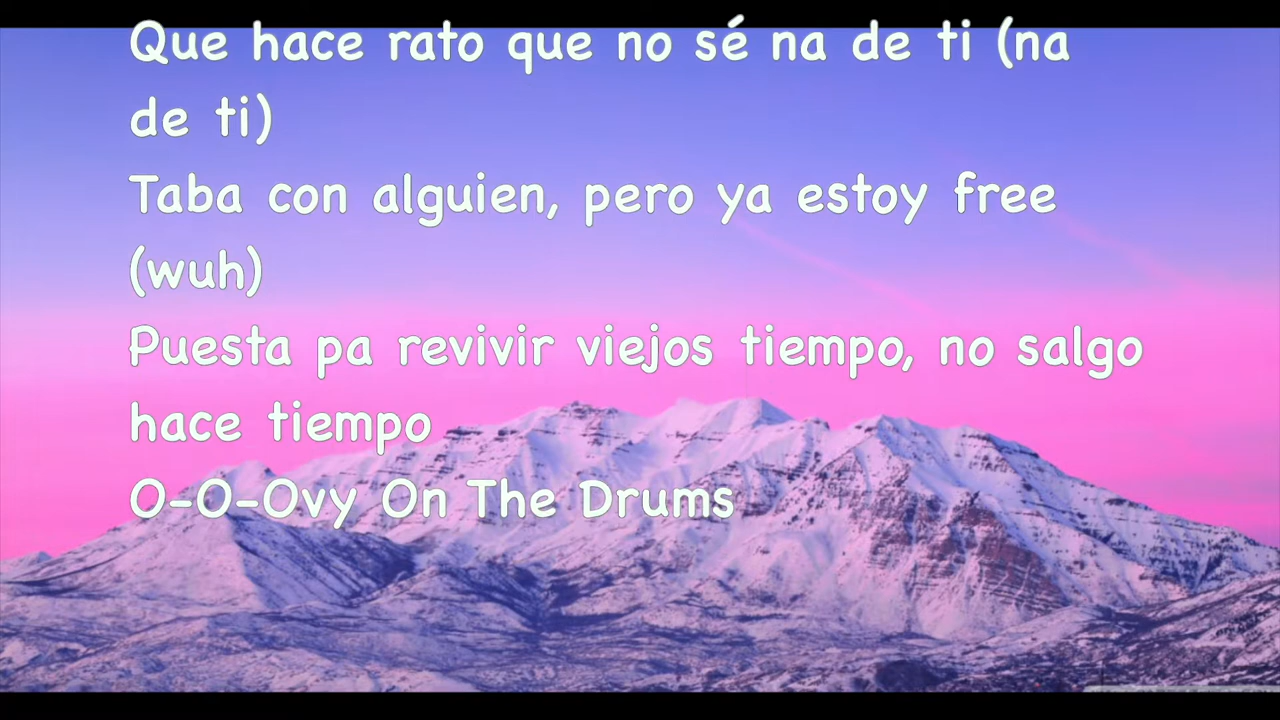 Que hace rato que no sé na de ti (na
de ti)
Taba con alguien, pero ya estoy free
(wuh)
Puesta pa revivir viejos tiempo, no salgo
hace tiempo
O-O-Ovy On The Drums